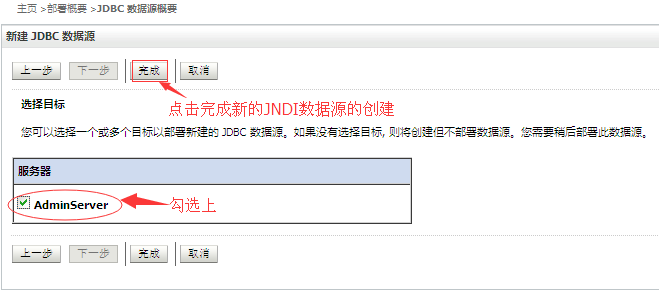 主页 >部署概要 >JDBC 数据源概要
新建 JDBC 数据源
上一步 下一步 完成 取消
点击完成新的JNDI数据源的创建
选择目标
您可以选择一个或多个目标以部署新建的 JDBC 数据源。如果没有选择目标, 则将创建但不部署数据源。您需要稍后部署此数据源。
服务器
AdminServer
勾选上
上一步 下一步 完成 取消